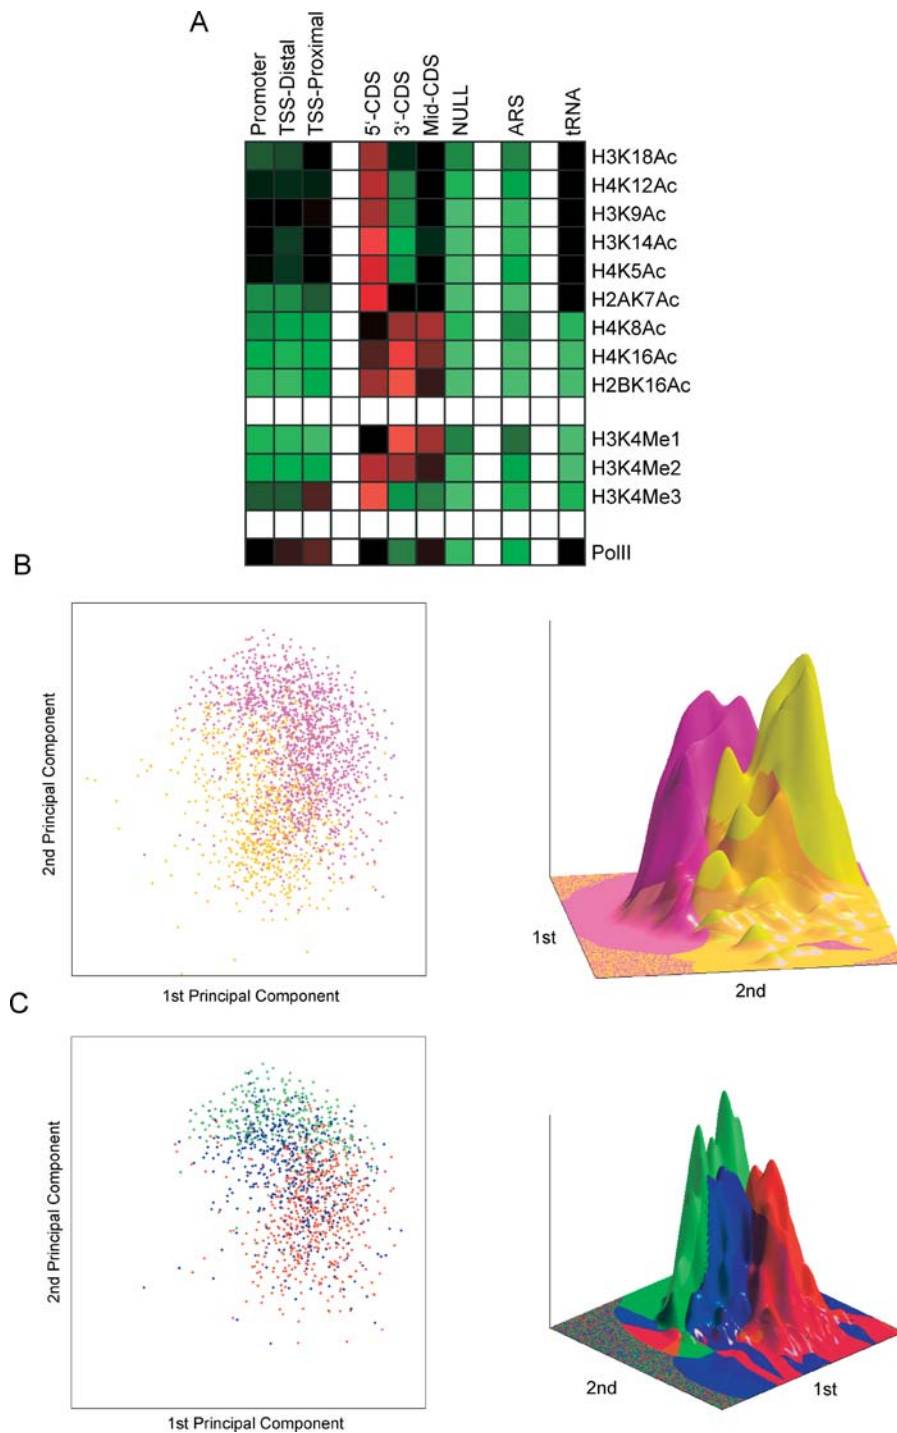 A
Promoter
TSS-Distal
TSS-Proximal
5'-CDS
3'-CDS
Mid-CDS
NULL
ARS
tRNA
H3K18Ac
H4K12Ac
H3K9Ac
H3K14Ac
H4K5Ac
H2AK7Ac
H4K8Ac
H4K16Ac
H2BK16Ac
H3K4Me1
H3K4Me2
H3K4Me3
PolII
B
2nd Principal Component
1st Principal Component
1st
2nd
C
2nd Principal Component
1st Principal Component
2nd
1st